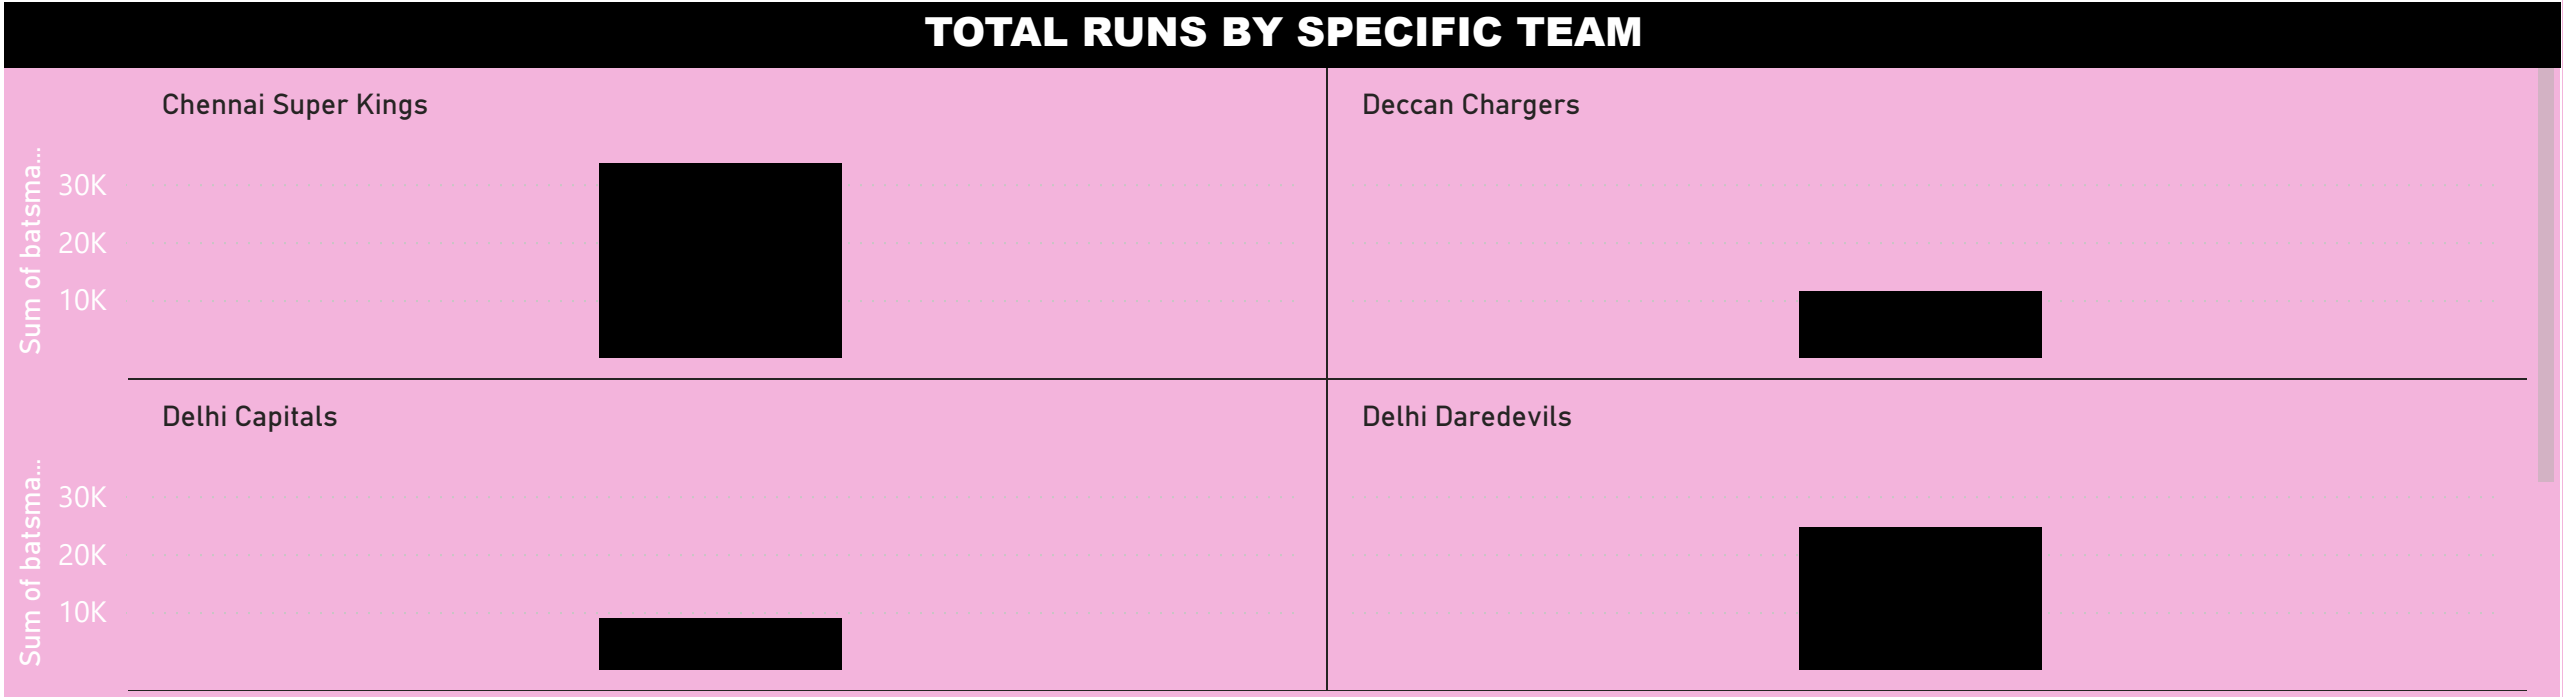 TOTAL RUNS BY SPECIFIC TEAM
Chennai Super Kings
Deccan Chargers
Sum of batsma...
30K
20K
10K
Delhi Capitals
Delhi Daredevils
Sum of batsma...
30K
20K
10K